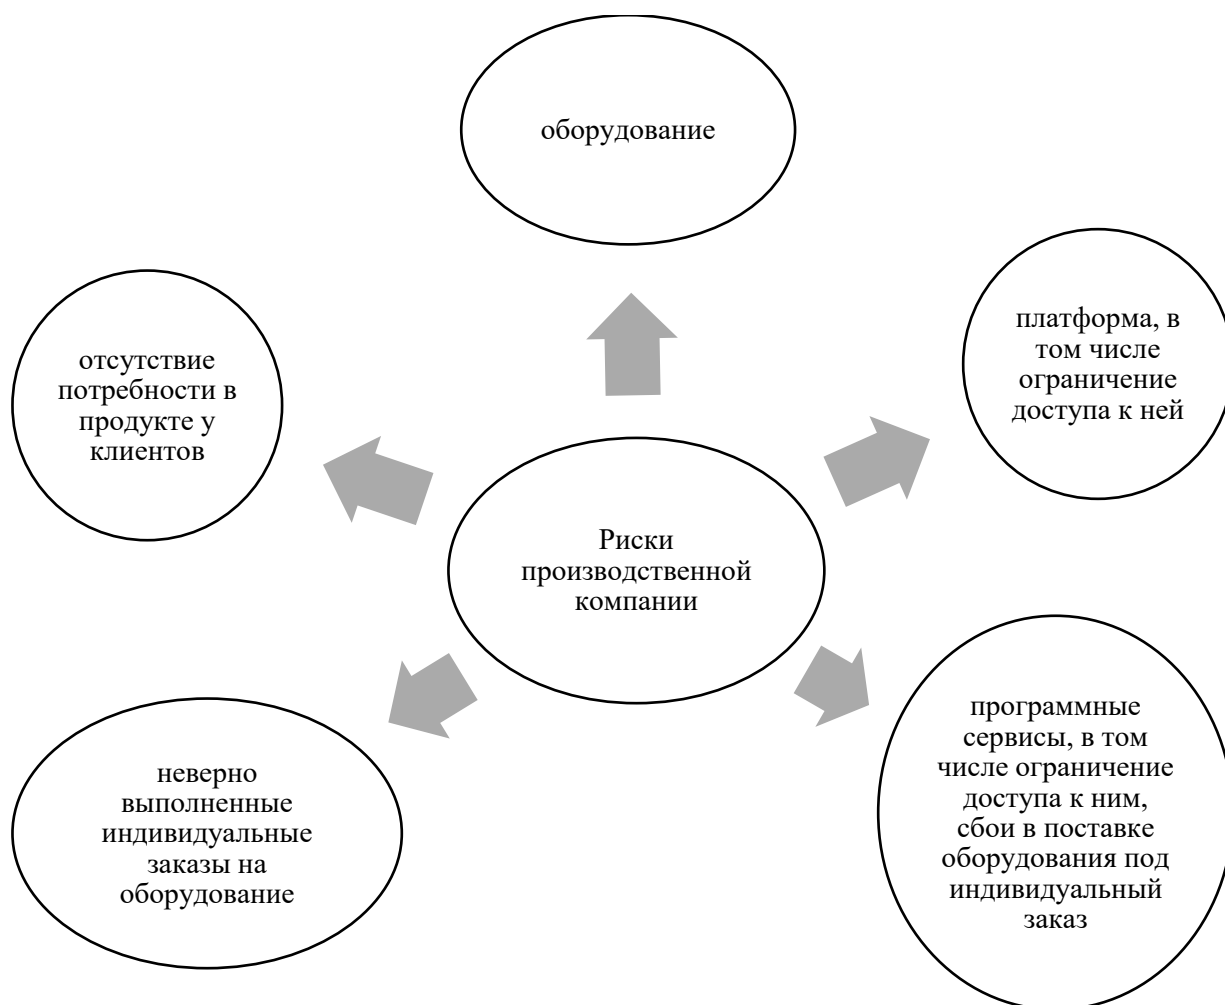 оборудование
платформа, в
том числе
ограничение
доступа к ней
отсутствие
потребности в
продукте у
клиентов
Риски
производственной
компании
программные
сервисы, в том
числе ограничение
доступа к ним,
сбои в поставке
оборудования под
индивидуальный
заказ
неверно
выполненные
индивидуальные
заказы на
оборудование